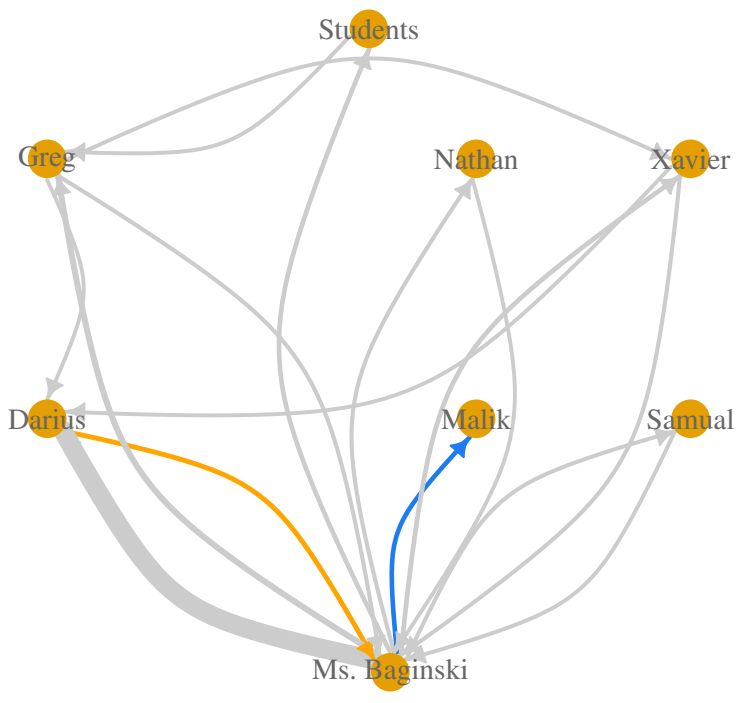 Students
Greg
Nathan
Xavier
Darius
Malik
Samual
Ms. Baginski